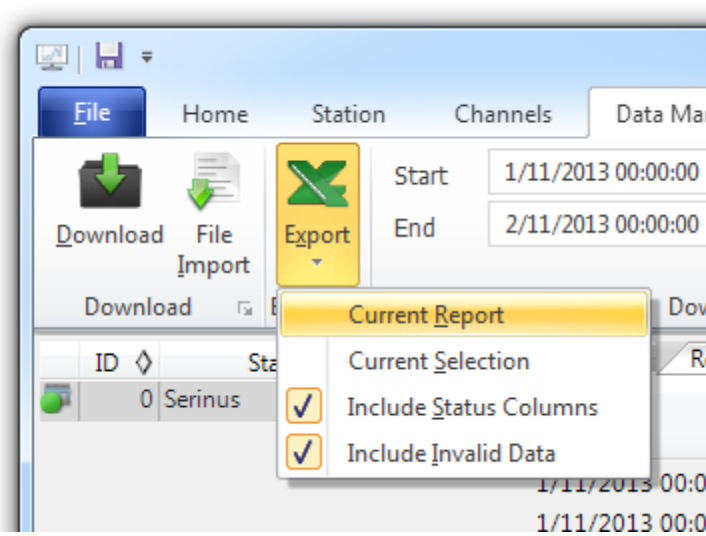 File Home Station Channels Data Ma
Start 1/11/2013 00:00:00
Download File Import Export End 2/11/2013 00:00:00
Download E Dow
Current Report
ID Sta R
Current Selection
0 Serinus
Include Status Columns
Include Invalid Data
1/11/2013 00:0
1/11/2013 00:0